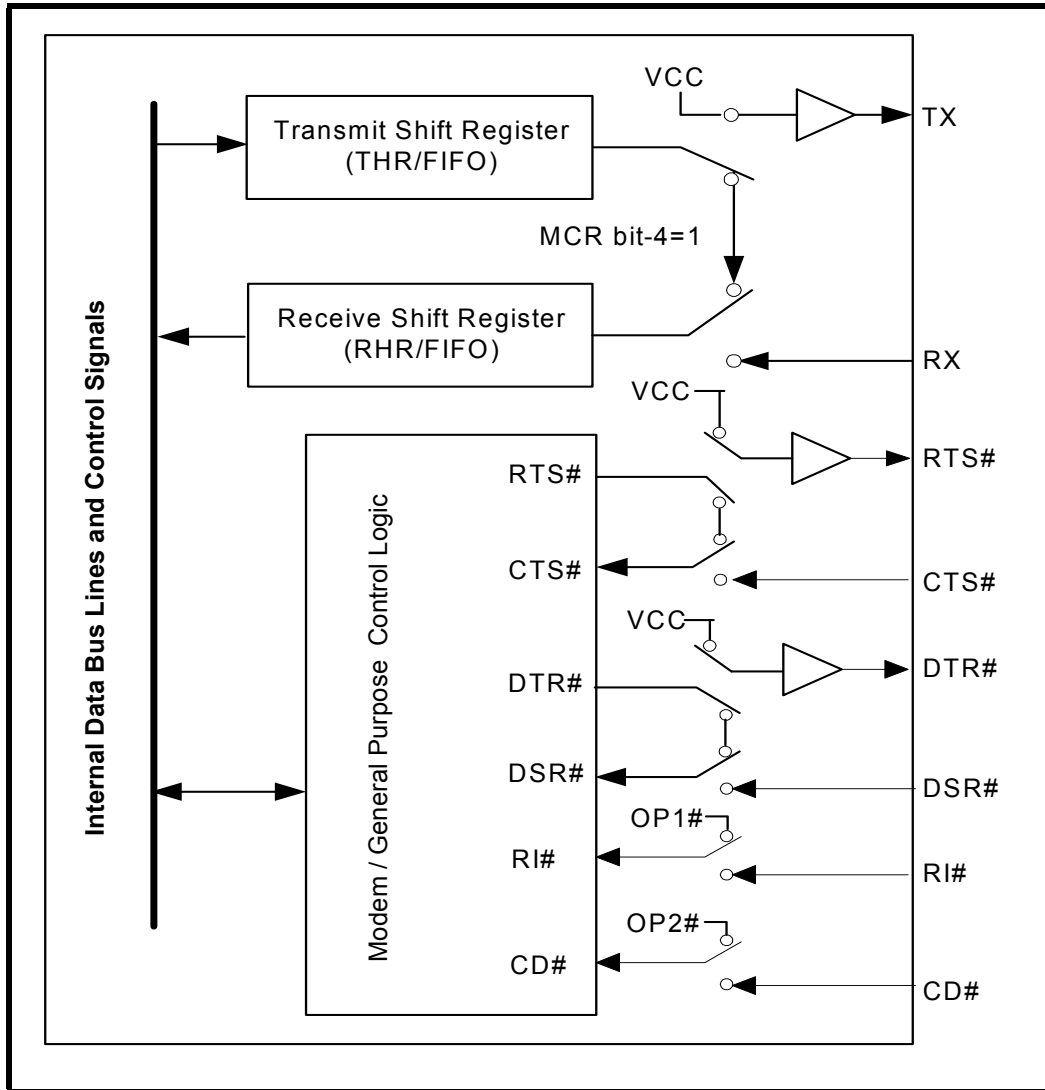 VCC
TX
Transmit Shift Register
(THR/FIFO)
MCR bit-4=1
Receive Shift Register
(RHR/FIFO)
RX
VCC
RTS#
RTS#
CTS#
CTS#
VCC
DTR#
DTR#
DSR#
DSR#
OP1#
RI#
RI#
OP2#
CD#
CD#
Internal Data Bus Lines and Control Signals
Modem / General Purpose Control Logic